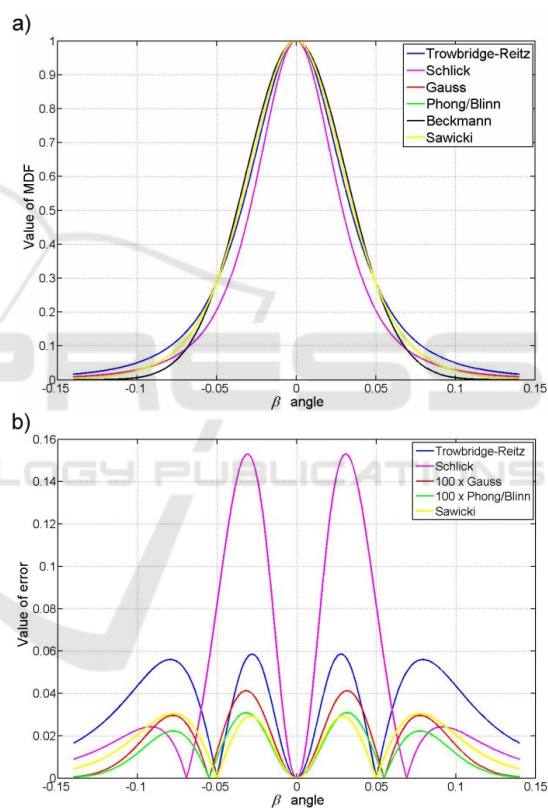 a)
1
0.9
0.8
0.7
0.6
0.5
0.4
0.3
0.2
0.1
0
Value of MDF
Trowbridge-Reitz
Schlick
Gauss
Phong/Blinn
Beckmann
Sawicki
-0.15 -0.1 -0.05 0 0.05 0.1 0.15
β angle
b)
0.16
0.14
0.12
0.1
0.08
0.06
0.04
0.02
0
Value of error
Trowbridge-Reitz
Schlick
100 x Gauss
100 x Phong/Blinn
Sawicki
-0.15 -0.1 -0.05 0 0.05 0.1 0.15
β angle
PUBLICATIONS